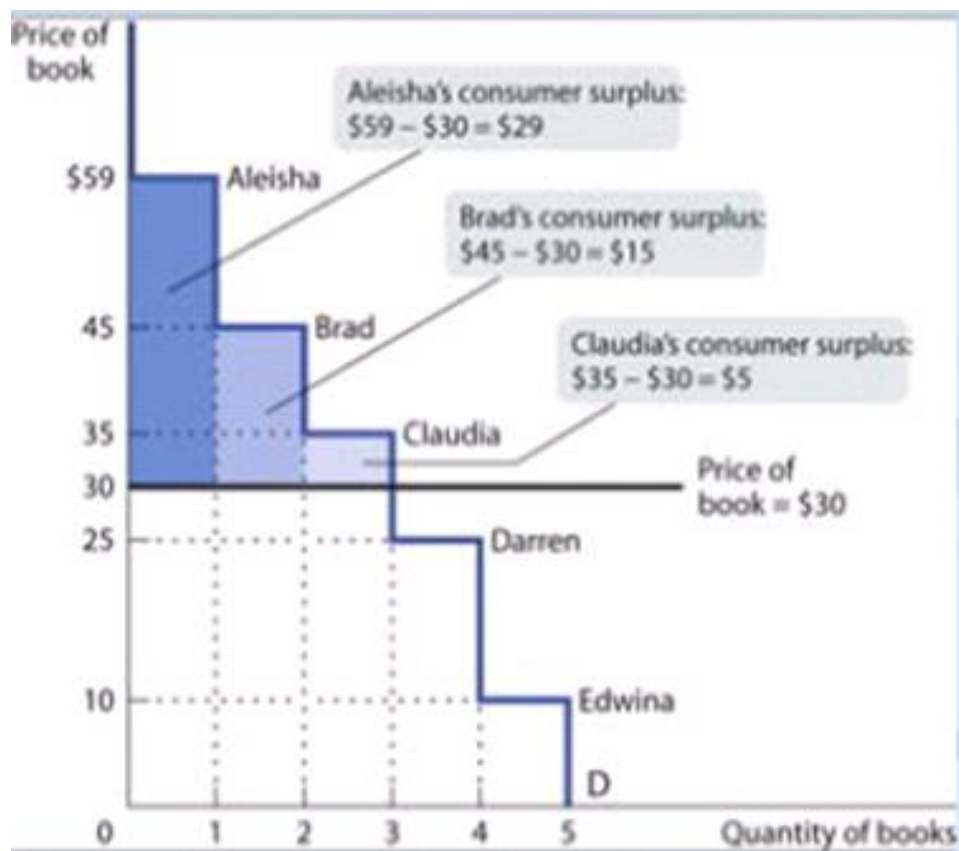 Price of
book
Aleisha's consumer surplus:
$59 – $30 = $29
$59
Aleisha
Brad's consumer surplus:
$45 – $30 = $15
45
Brad
Claudia's consumer surplus:
$35 – $30 = $5
35
Claudia
30
Price of
book = $30
25
Darren
10
Edwina
D
0 1 2 3 4 5 Quantity of books